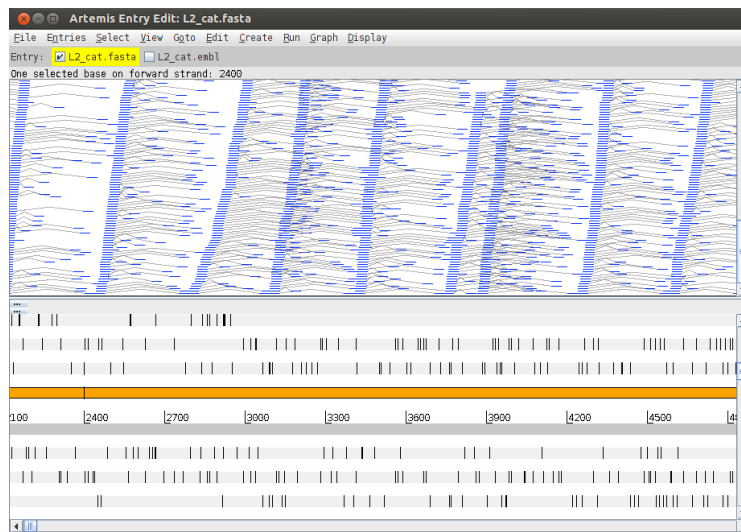 Artemis Entry Edit: L2_cat.fasta
File Entries Select View Goto Edit Create Run Graph Display
Entry: L2_cat.fasta L2_cat.embl
One selected base on forward strand: 2400
2100 2400 2700 3000 3300 3600 3900 4200 4500